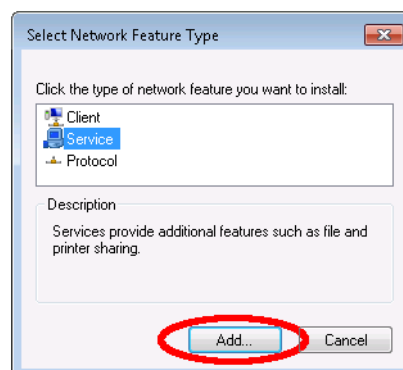 Select Network Feature Type
Click the type of network feature you want to install:
Client
Service
Protocol
Description
Services provide additional features such as file and
printer sharing.
Add...
Cancel